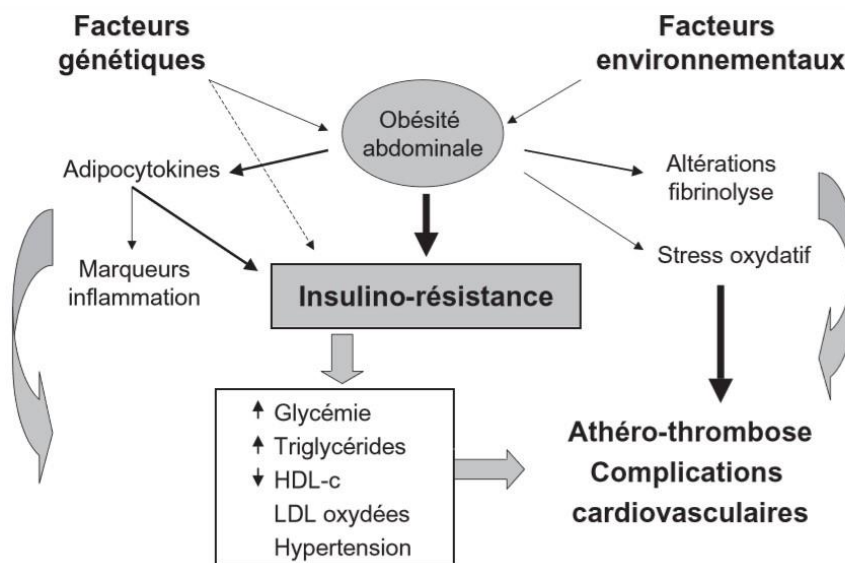 Facteurs
génétiques
Facteurs
environnementaux
Obésité
abdominale
Adipocytokines
Altérations
fibrinolyse
Marqueurs
inflammation
Stress oxydatif
Insulino-résistance
Glycémie
Triglycérides
HDL-c
LDL oxydées
Hypertension
Athéro-thrombose
Complications
cardiovasculaires